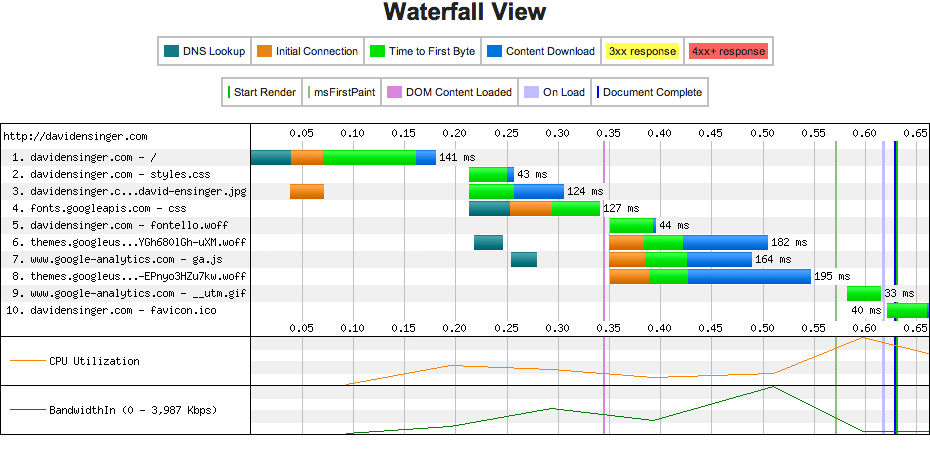 Waterfall View
DNS Lookup Initial Connection Time to First Byte Content Download 3xx response 4xx+ response
Start Render msFirstPaint DOM Content Loaded On Load Document Complete
http://davidensinger.com 0.05 0.10 0.15 0.20 0.25 0.30 0.35 0.40 0.45 0.50 0.55 0.60 0.65
1. davidensinger.com - / 141 ms
2. davidensinger.com - styles.css 43 ms
3. davidensinger.c...david-ensinger.jpg 124 ms
4. fonts.googleapis.com - css 127 ms
5. davidensinger.com - fontello.woff 44 ms
6. themes.googleus...YGh680lGh-uXM.woff 182 ms
7. www.google-analytics.com - ga.js 164 ms
8. themes.googleus...-EPnyo3HZu7kw.woff 195 ms
9. www.google-analytics.com - __utm.gif 33 ms
10. davidensinger.com - favicon.ico 40 ms
0.05 0.10 0.15 0.20 0.25 0.30 0.35 0.40 0.45 0.50 0.55 0.60 0.65
CPU Utilization
BandwidthIn (0 - 3,987 Kbps)